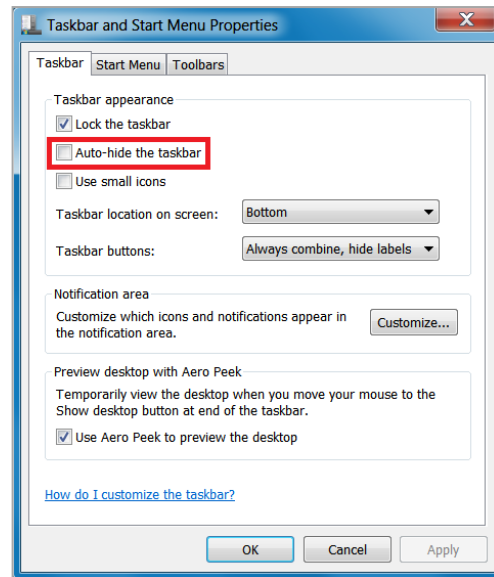 Taskbar and Start Menu Properties
Taskbar Start Menu Toolbars
Taskbar appearance
Lock the taskbar
Auto-hide the taskbar
Use small icons
Taskbar location on screen: Bottom
Taskbar buttons: Always combine, hide labels
Notification area
Customize which icons and notifications appear in
the notification area.
Customize...
Preview desktop with Aero Peek
Temporarily view the desktop when you move your mouse to the
Show desktop button at end of the taskbar.
Use Aero Peek to preview the desktop
How do I customize the taskbar?
OK Cancel Apply